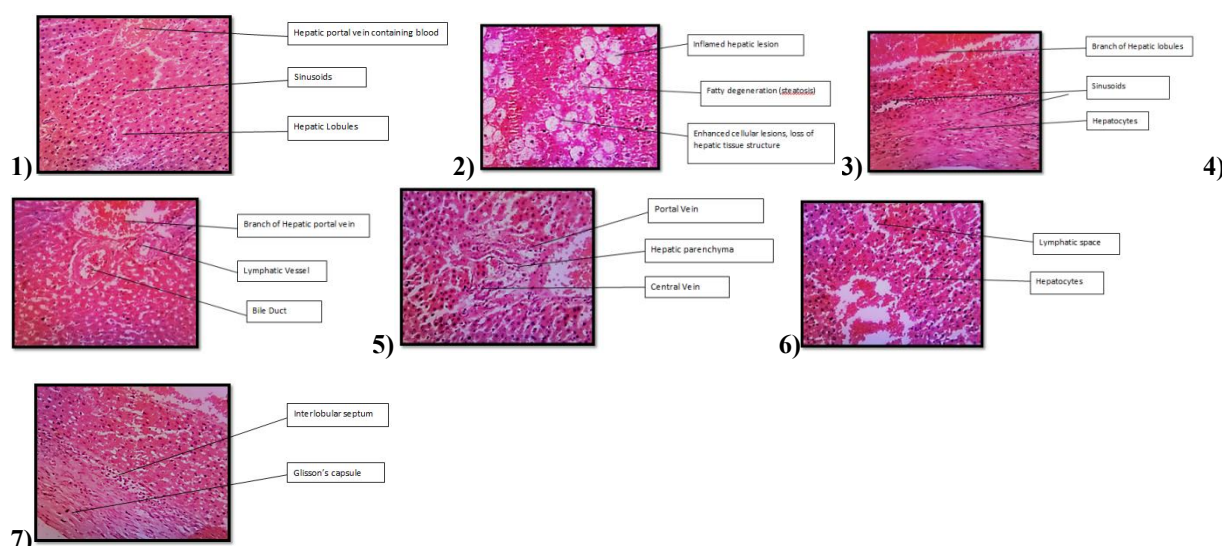 Hepatic portal vein containing blood
Sinusoids
Hepatic Lobules
1)
Inflamed hepatic lesion
Fatty degeneration (steatosis)
Enhanced cellular lesions, loss of
hepatic tissue structure
2)
Branch of Hepatic lobules
Sinusoids
Hepatocytes
3)
4)
Branch of Hepatic portal vein
Lymphatic Vessel
Bile Duct
Portal Vein
Hepatic parenchyma
Central Vein
5)
Lymphatic space
Hepatocytes
6)
Interlobular septum
Glisson's capsule
7)